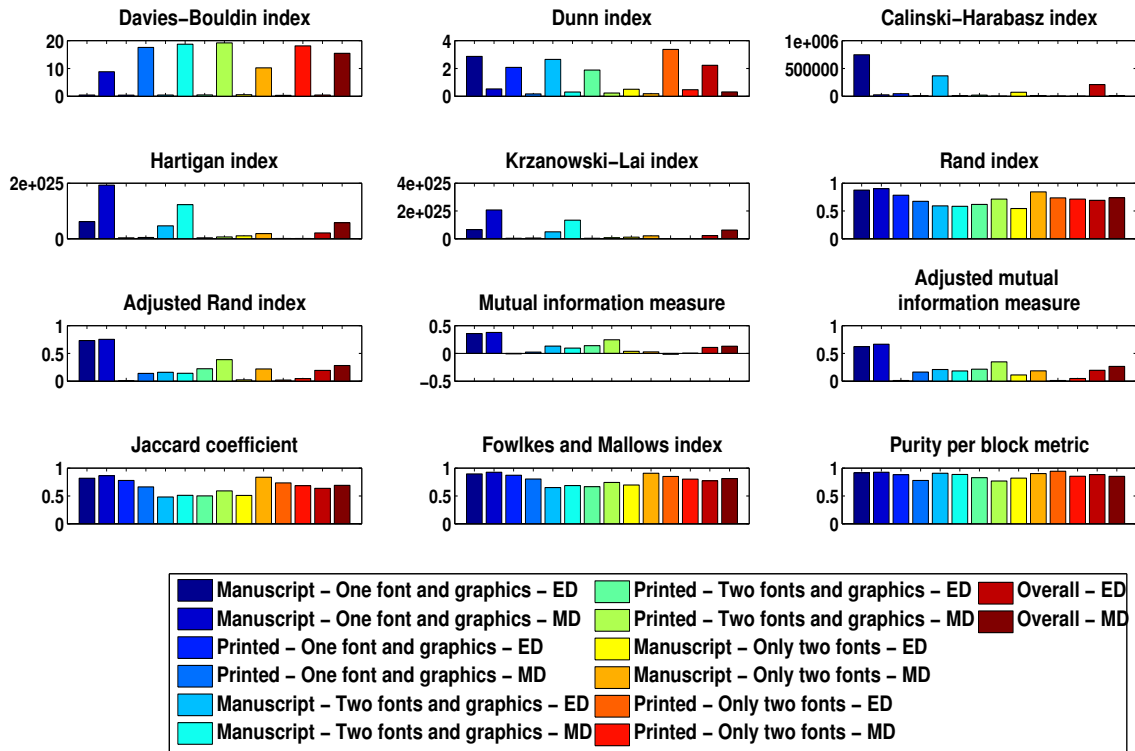 Davies−Bouldin index
Dunn index
Calinski−Harabasz index
20
10
0
4
2
0
1e+006
500000
0
Hartigan index
Krzanowski−Lai index
Rand index
2e+025
0
4e+025
2e+025
0
1
0.5
0
Adjusted Rand index
Mutual information measure
Adjusted mutual
information measure
1
0.5
0
0.5
0
−0.5
1
0.5
0
Jaccard coefficient
Fowlkes and Mallows index
Purity per block metric
1
0.5
0
1
0.5
0
1
0.5
0
Manuscript − One font and graphics − ED
Manuscript − One font and graphics − MD
Printed − One font and graphics − ED
Printed − One font and graphics − MD
Manuscript − Two fonts and graphics − ED
Manuscript − Two fonts and graphics − MD
Printed − Two fonts and graphics − ED
Printed − Two fonts and graphics − MD
Manuscript − Only two fonts − ED
Manuscript − Only two fonts − MD
Printed − Only two fonts − ED
Printed − Only two fonts − MD
Overall − ED
Overall − MD